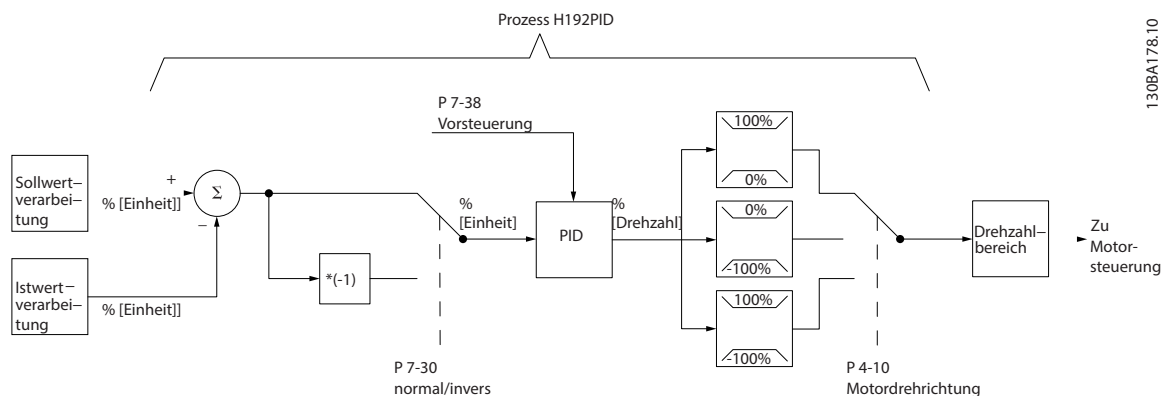 Prozess H192PID
130BA178.10
P 7-38
Vorsteuerung
100%
0%
Sollwert–
verarbei–
tung
% [Einheit]]
+
–
Σ
%
[Einheit]
PID
%
[Drehzahl]
0%
-100%
Drehzahl–
bereich
Zu
Motor-
steuerung
Istwert–
verarbei–
tung
% [Einheit]]
*(-1)
100%
-100%
P 7-30
normal/invers
P 4-10
Motordrehrichtung